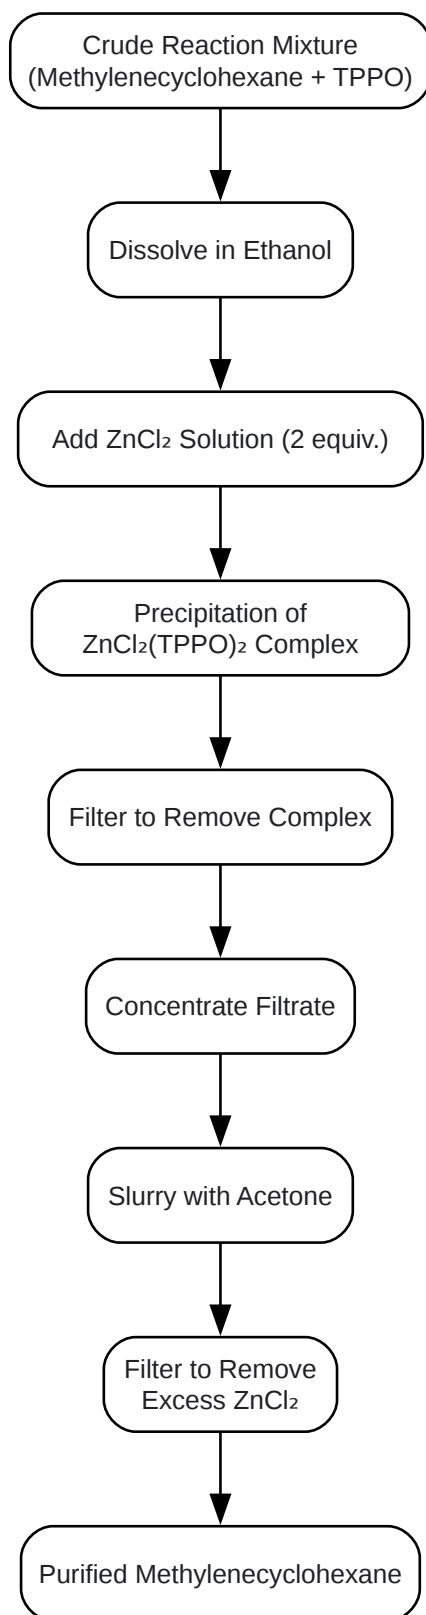 Crude Reaction Mixture
(Methylenecyclohexane + TPPO)
Dissolve in Ethanol
Add ZnCl₂ Solution (2 equiv.)
Precipitation of
ZnCl₂(TPPO)₂ Complex
Filter to Remove Complex
Concentrate Filtrate
Slurry with Acetone
Filter to Remove
Excess ZnCl₂
Purified Methylenecyclohexane